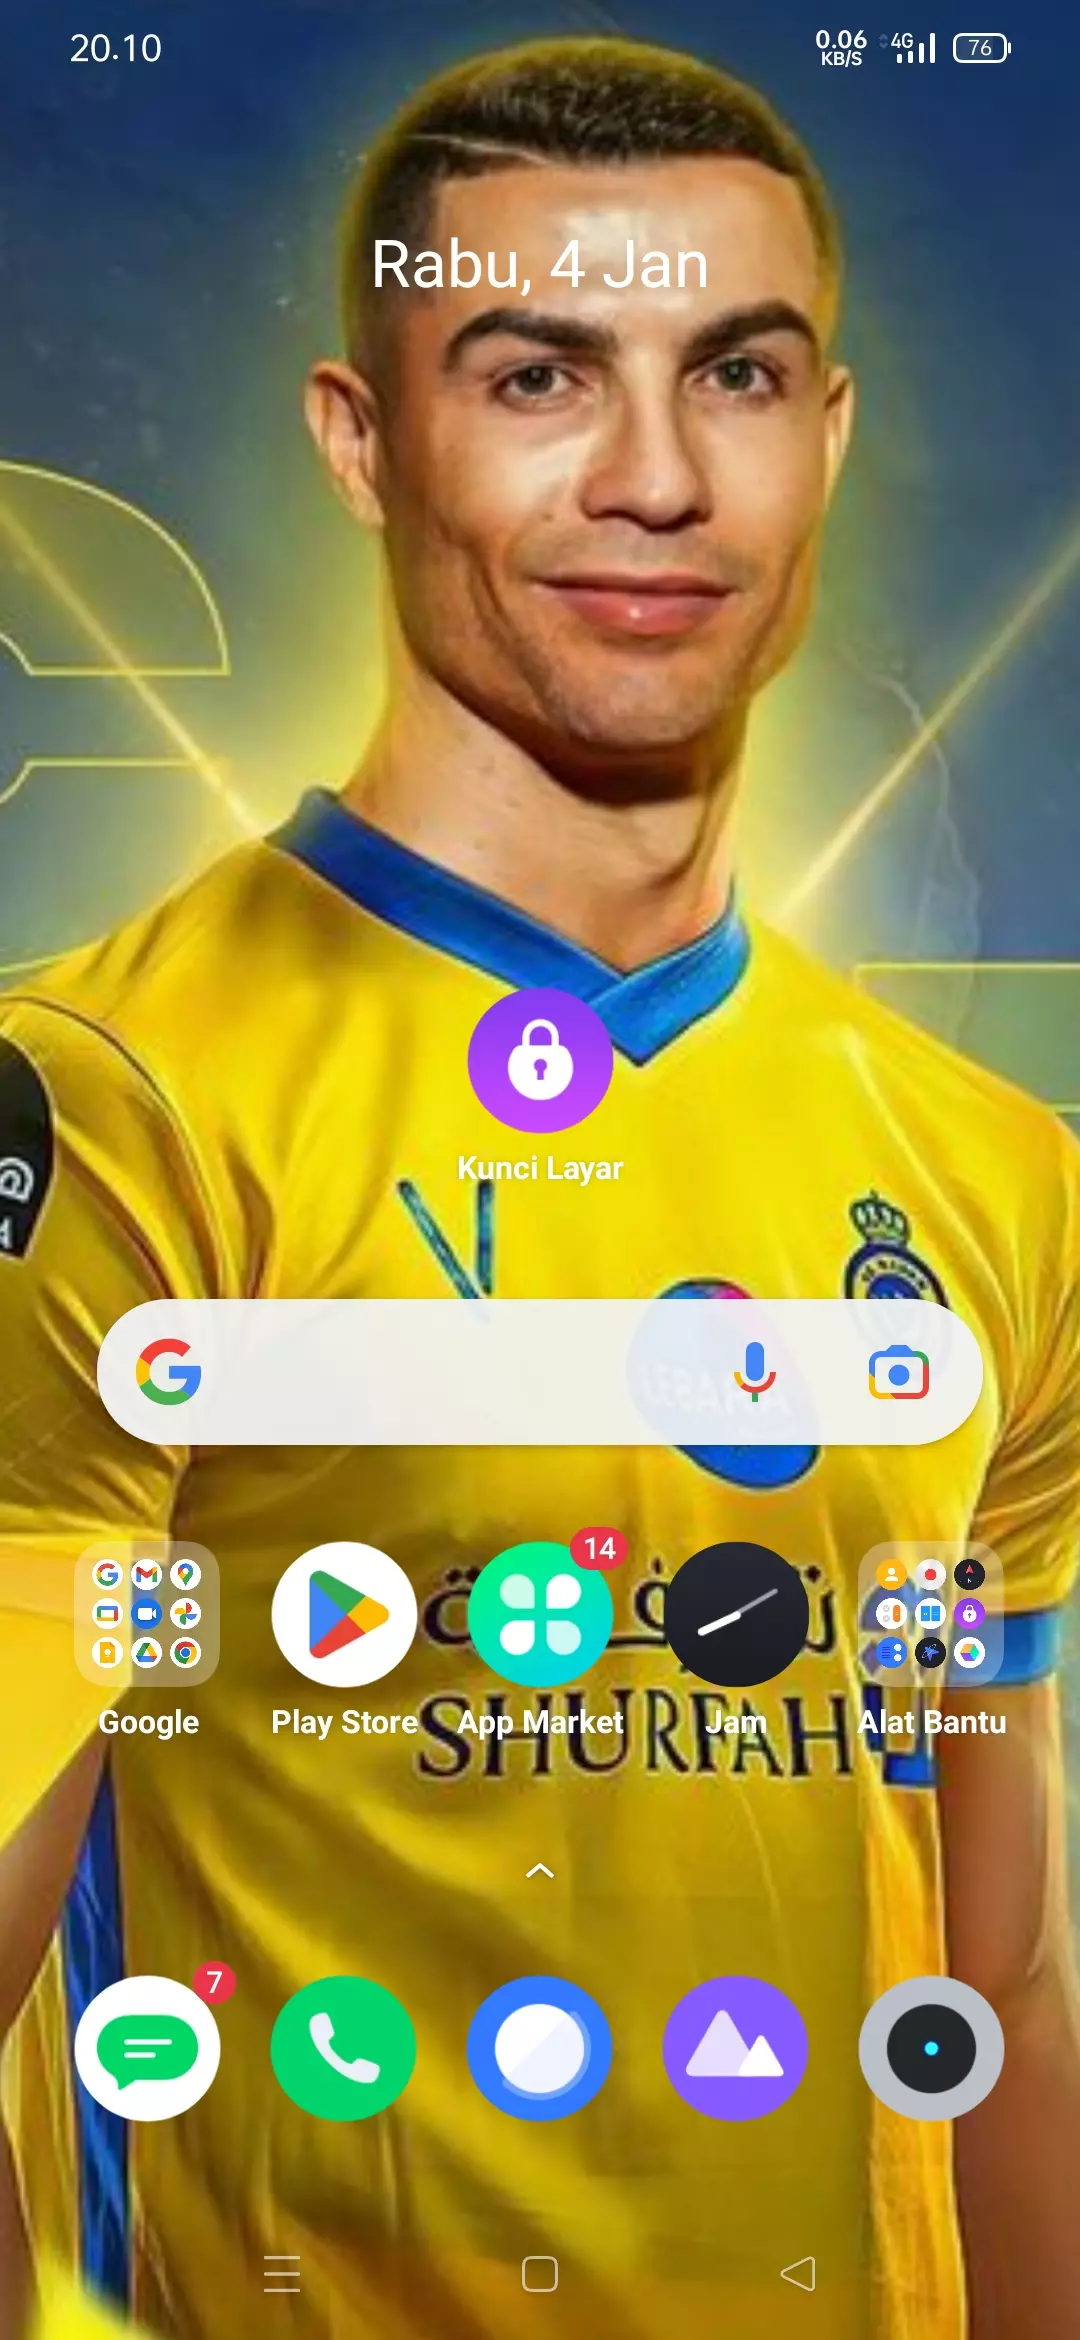 20.10
0.06
KB/S
4G
76
Rabu, 4 Jan
Kunci Layar
14
SHURFAH
Google
Play Store
App Market
Jam
Alat Bantu
7